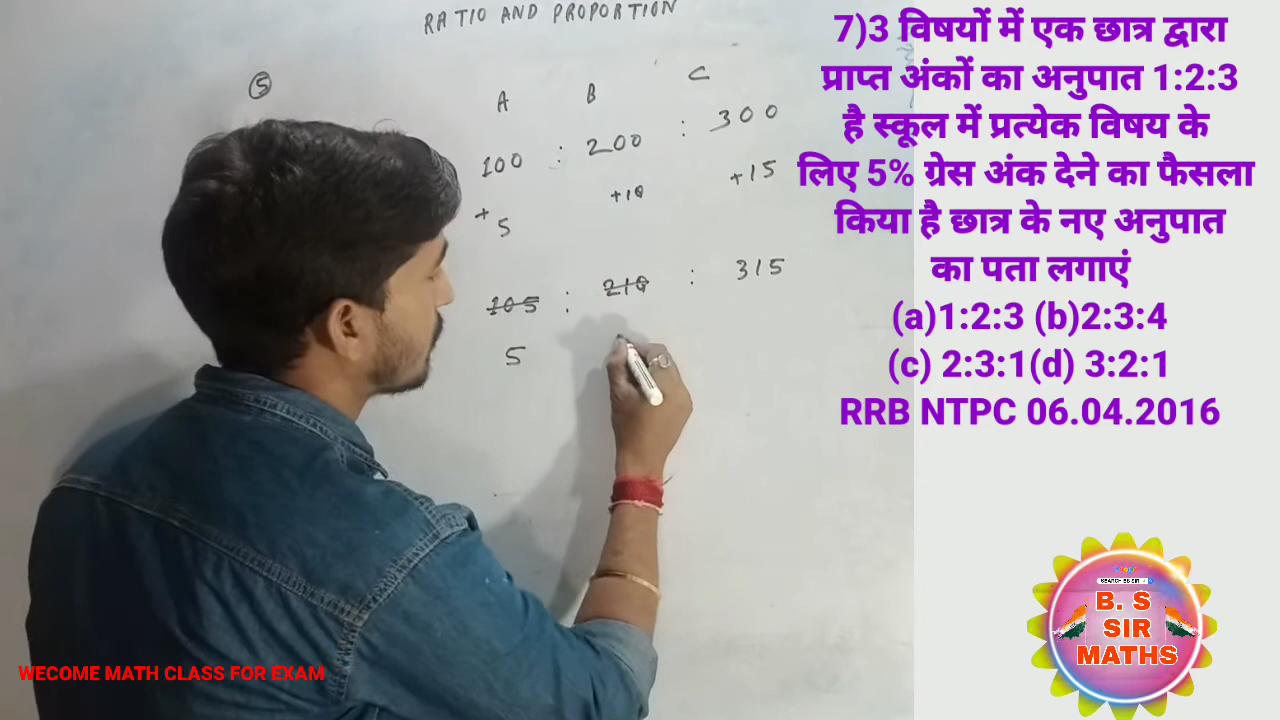 RATIO AND PROPORTION
5
A B C
100 : 200 : 300
+ 5 +10 +15
105 : 210 : 315
5
7)3 विषयों में एक छात्र द्वारा
प्राप्त अंकों का अनुपात 1:2:3
है स्कूल में प्रत्येक विषय के
लिए 5% ग्रेस अंक देने का फैसला
किया है छात्र के नए अनुपात
का पता लगाएं
(a)1:2:3 (b)2:3:4
(c) 2:3:1(d) 3:2:1
RRB NTPC 06.04.2016
B. S
SIR
MATHS
WECOME MATH CLASS FOR EXAM